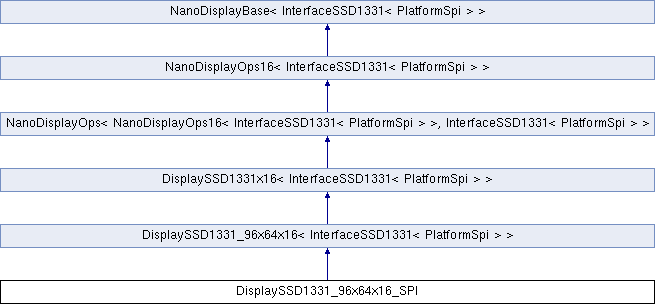 NanoDisplayBase< InterfaceSSD1331< PlatformSpi > >
NanoDisplayOps16< InterfaceSSD1331< PlatformSpi > >
NanoDisplayOps< NanoDisplayOps16< InterfaceSSD1331< PlatformSpi > >, InterfaceSSD1331< PlatformSpi > >
DisplaySSD1331x16< InterfaceSSD1331< PlatformSpi > >
DisplaySSD1331_96x64x16< InterfaceSSD1331< PlatformSpi > >
DisplaySSD1331_96x64x16_SPI